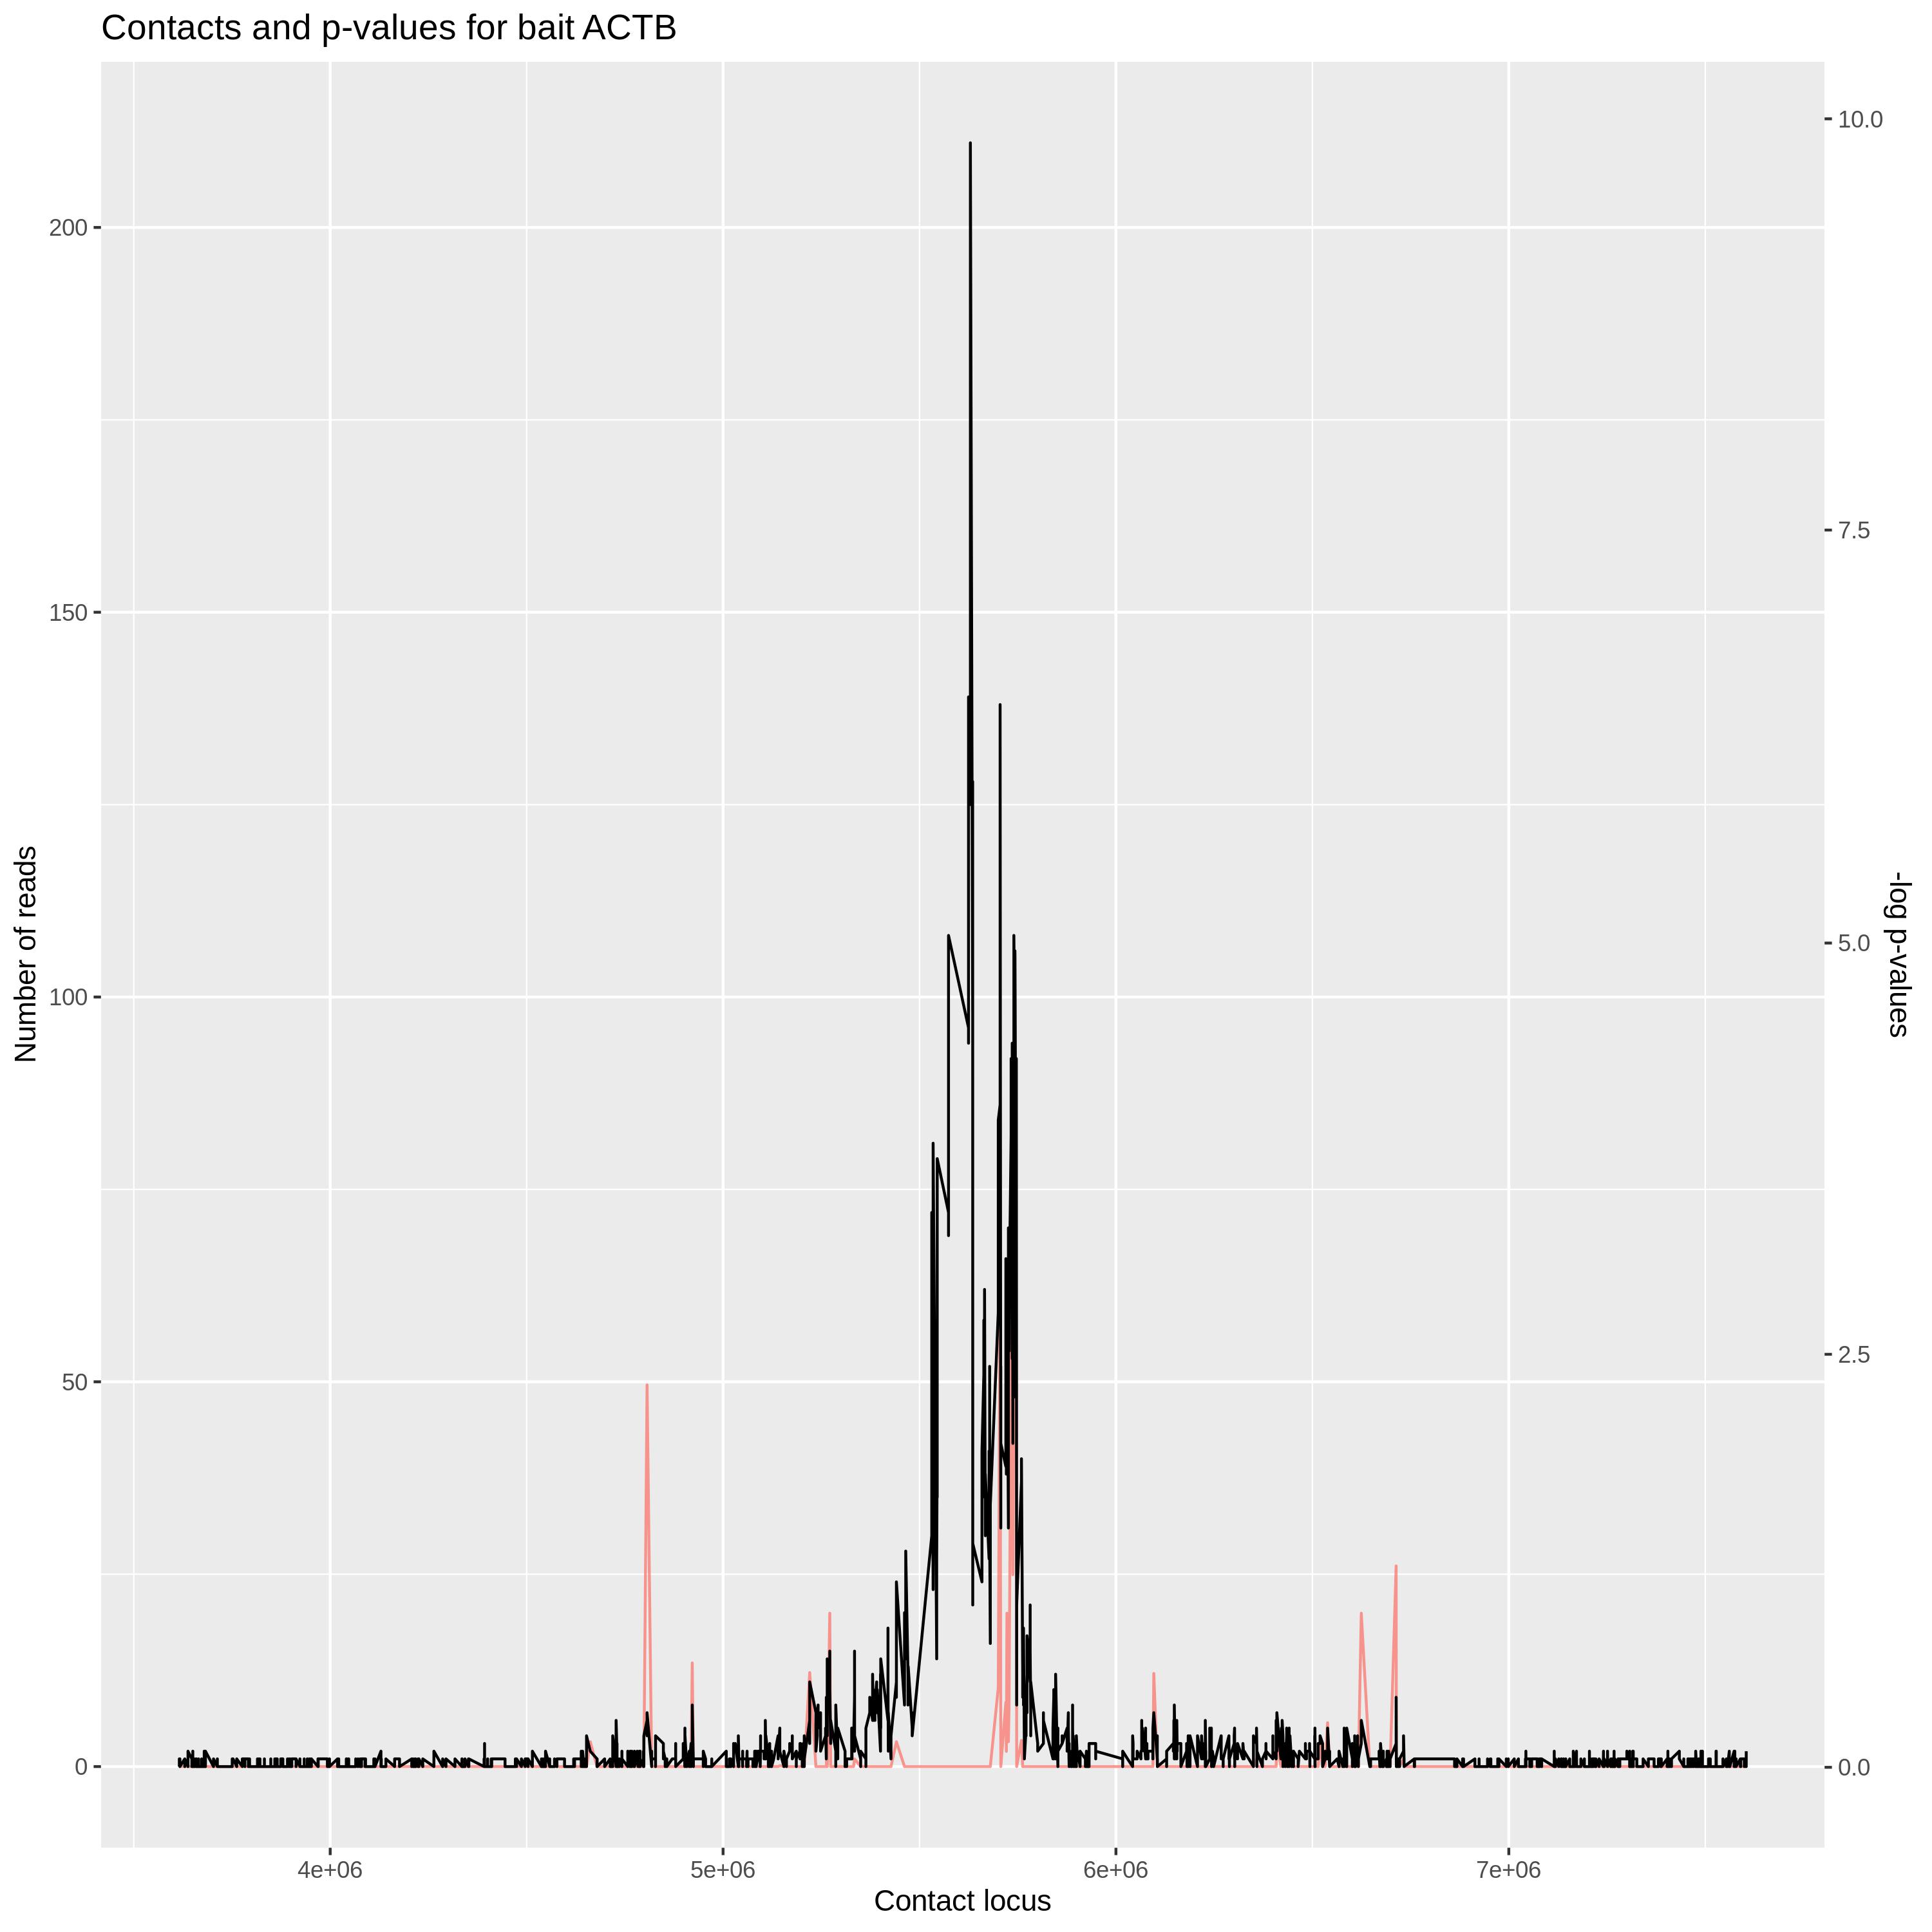 Contacts and p-values for bait ACTB
Number of reads
200
150
100
50
0
10.0
7.5
5.0
2.5
0.0
-log p-values
4e+06
5e+06
6e+06
7e+06
Contact locus